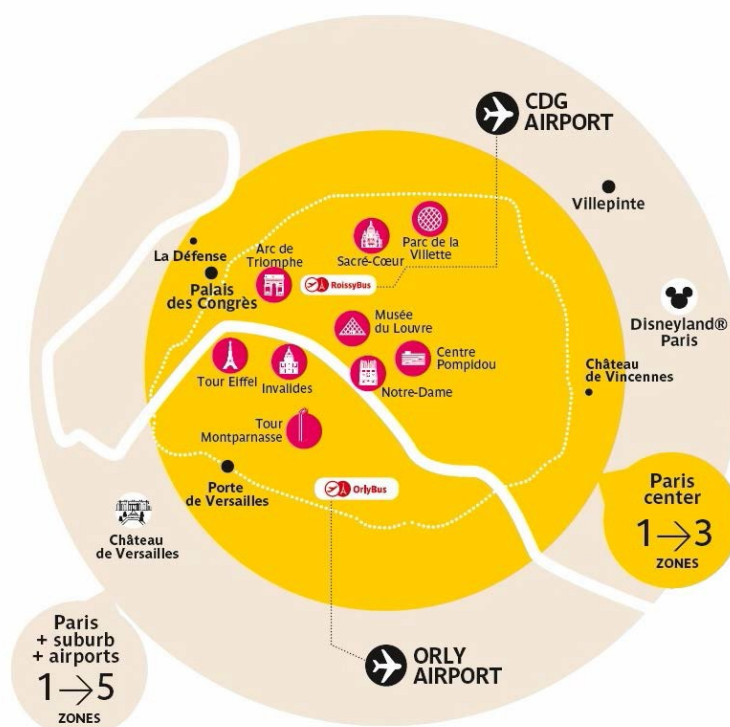 CDG
AIRPORT
Villepinte
La Défense
Arc de
Triomphe
Sacré-Cœur
Parc de la
Villette
Palais
des Congrès
RoissyBus
Disneyland®
Paris
Musée
du Louvre
Centre
Pompidou
Tour Eiffel
Invalides
Notre-Dame
Château
de Vincennes
Tour
Montparnasse
Porte
de Versailles
OrlyBus
Paris
center
1→3
ZONES
Château
de Versailles
Paris
+ suburb
+ airports
1→5
ZONES
ORLY
AIRPORT